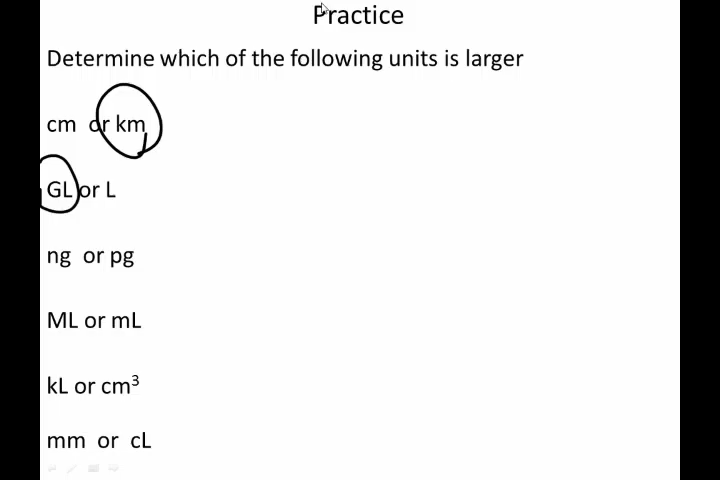 Practice
Determine which of the following units is larger
cm or km
GL or L
ng or pg
ML or mL
kL or cm³
mm or cL